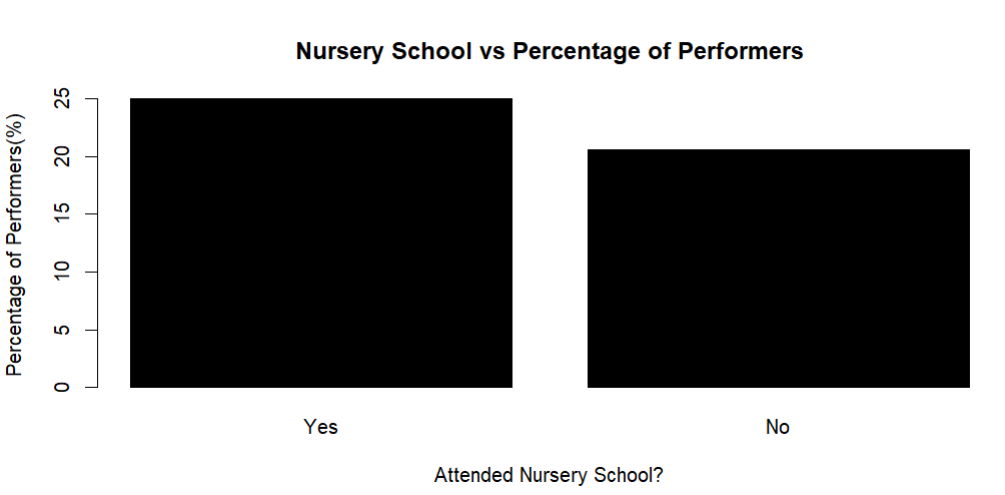 Nursery School vs Percentage of Performers
Percentage of Performers(%)
25
20
15
10
5
0
Yes
No
Attended Nursery School?